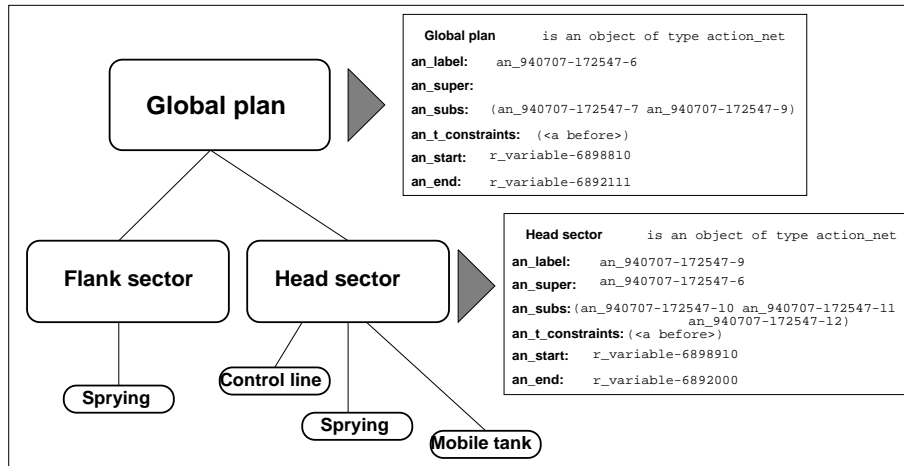 Global plan
Global plan is an object of type action_net
an_label: an_940707-172547-6
an_super:
an_subs: (an_940707-172547-7 an_940707-172547-9)
an_t_constraints: (<a before>)
an_start: r_variable-6898810
an_end: r_variable-6892111
Flank sector
Head sector
Head sector is an object of type action_net
an_label: an_940707-172547-9
an_super: an_940707-172547-6
an_subs: (an_940707-172547-10 an_940707-172547-11
an_940707-172547-12)
an_t_constraints: (<a before>)
an_start: r_variable-6898910
an_end: r_variable-6892000
Sprying
Control line
Sprying
Mobile tank